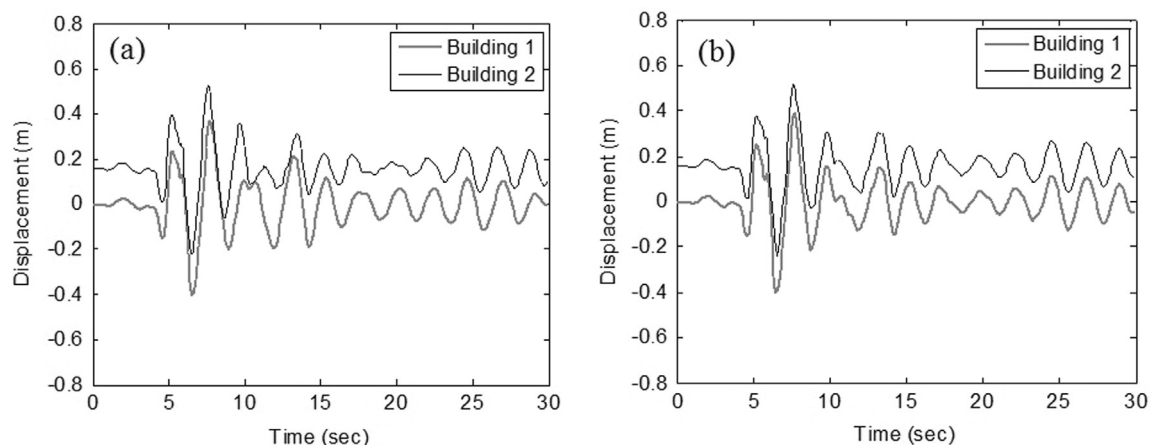 (a)
Building 1
Building 2
Displacement (m)
0.8
0.6
0.4
0.2
0
-0.2
-0.4
-0.6
-0.8
0 5 10 15 20 25 30
Time (sec)
(b)
Building 1
Building 2
Displacement (m)
0.8
0.6
0.4
0.2
0
-0.2
-0.4
-0.6
-0.8
0 5 10 15 20 25 30
Time (sec)